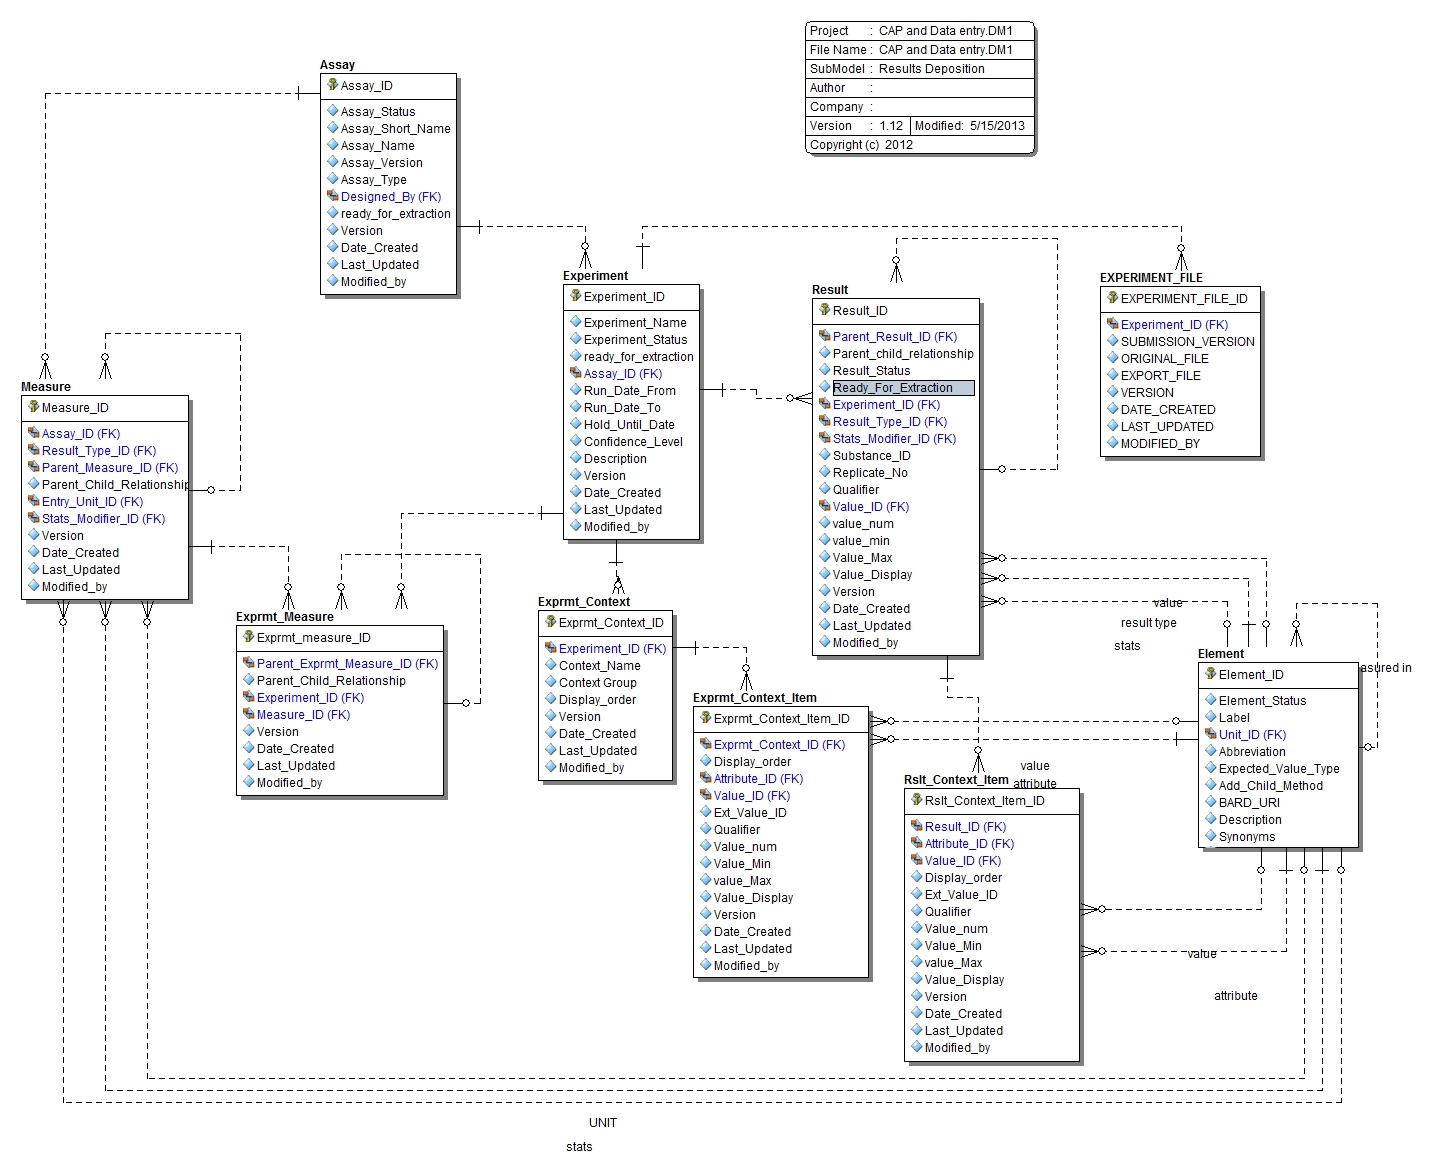 Project : CAP and Data entry.DM1
File Name : CAP and Data entry.DM1
SubModel : Results Deposition
Author :
Company :
Version : 1.12 Modified: 5/15/2013
Copyright (c) 2012
Assay
Assay_ID
Assay_Status
Assay_Short_Name
Assay_Name
Assay_Version
Assay_Type
Designed_By (FK)
ready_for_extraction
Version
Date_Created
Last_Updated
Modified_by
Experiment
Experiment_ID
Experiment_Name
Experiment_Status
ready_for_extraction
Assay_ID (FK)
Run_Date_From
Run_Date_To
Hold_Until_Date
Confidence_Level
Description
Version
Date_Created
Last_Updated
Modified_by
Result
Result_ID
Parent_Result_ID (FK)
Parent_child_relationship
Result_Status
Ready_For_Extraction
Experiment_ID (FK)
Result_Type_ID (FK)
Stats_Modifier_ID (FK)
Substance_ID
Replicate_No
Qualifier
Value_ID (FK)
value_num
value_min
Value_Max
Value_Display
Version
Date_Created
Last_Updated
Modified_by
EXPERIMENT_FILE
EXPERIMENT_FILE_ID
Experiment_ID (FK)
SUBMISSION_VERSION
ORIGINAL_FILE
EXPORT_FILE
VERSION
DATE_CREATED
LAST_UPDATED
MODIFIED_BY
Measure
Measure_ID
Assay_ID (FK)
Result_Type_ID (FK)
Parent_Measure_ID (FK)
Parent_Child_Relationship
Entry_Unit_ID (FK)
Stats_Modifier_ID (FK)
Version
Date_Created
Last_Updated
Modified_by
Exprmt_Measure
Exprmt_measure_ID
Parent_Exprmt_Measure_ID (FK)
Parent_Child_Relationship
Experiment_ID (FK)
Measure_ID (FK)
Version
Date_Created
Last_Updated
Modified_by
Exprmt_Context
Exprmt_Context_ID
Experiment_ID (FK)
Context_Name
Context Group
Display_order
Version
Date_Created
Last_Updated
Modified_by
value
result type
stats
Element
Element_ID
Element_Status
Label
Unit_ID (FK)
Abbreviation
Expected_Value_Type
Add_Child_Method
BARD_URI
Description
Synonyms
asured in
Exprmt_Context_Item
Exprmt_Context_Item_ID
Exprmt_Context_ID (FK)
Display_order
Attribute_ID (FK)
Value_ID (FK)
Ext_Value_ID
Qualifier
Value_num
Value_Min
value_Max
Value_Display
Version
Date_Created
Last_Updated
Modified_by
value
attribute
Rslt_Context_Item
Rslt_Context_Item_ID
Result_ID (FK)
Attribute_ID (FK)
Value_ID (FK)
Display_order
Ext_Value_ID
Qualifier
Value_num
Value_Min
value_Max
Value_Display
Version
Date_Created
Last_Updated
Modified_by
value
attribute
UNIT
stats